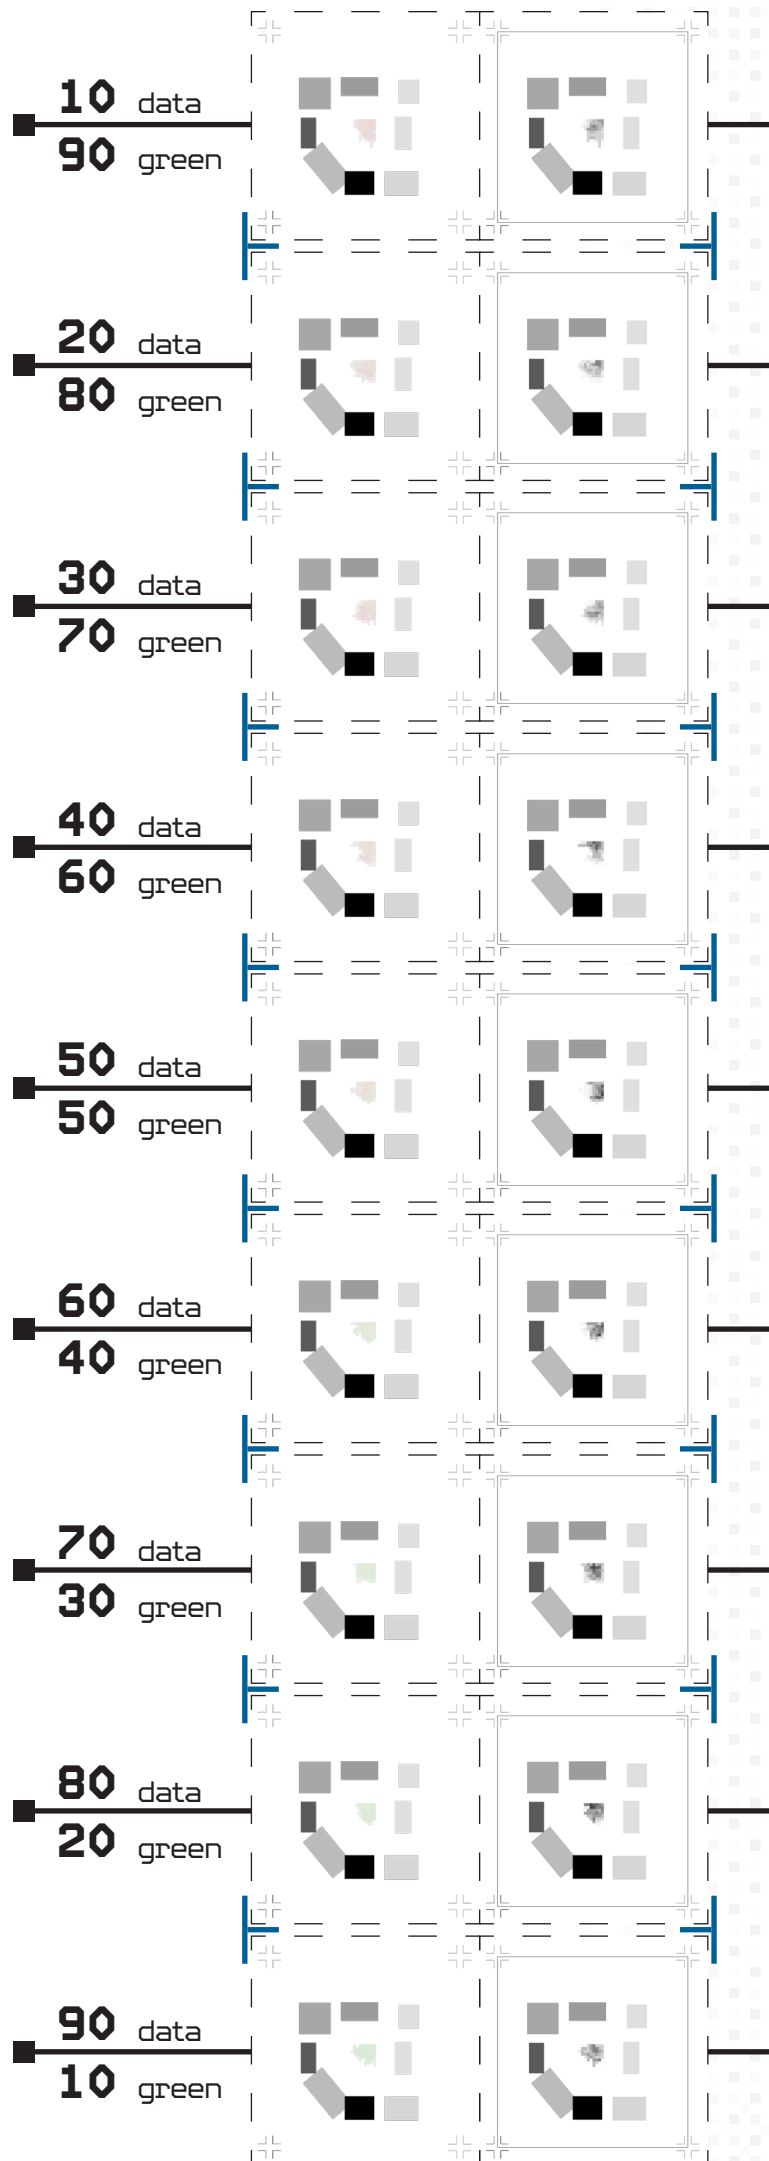 10 data
90 green
20 data
80 green
30 data
70 green
40 data
60 green
50 data
50 green
60 data
40 green
70 data
30 green
80 data
20 green
90 data
10 green